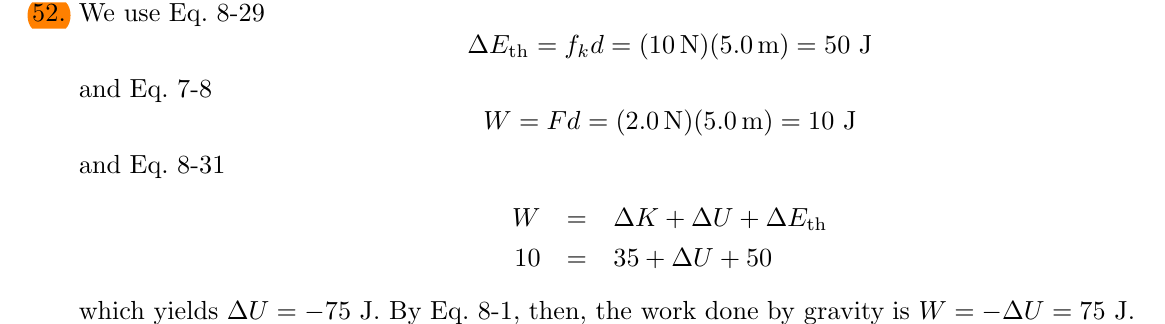 52. We use Eq. 8-29
ΔE_th = f_k d = (10 N)(5.0 m) = 50 J
and Eq. 7-8
W = Fd = (2.0 N)(5.0 m) = 10 J
and Eq. 8-31
W = ΔK + ΔU + ΔE_th
10 = 35 + ΔU + 50
which yields ΔU = −75 J. By Eq. 8-1, then, the work done by gravity is W = −ΔU = 75 J.